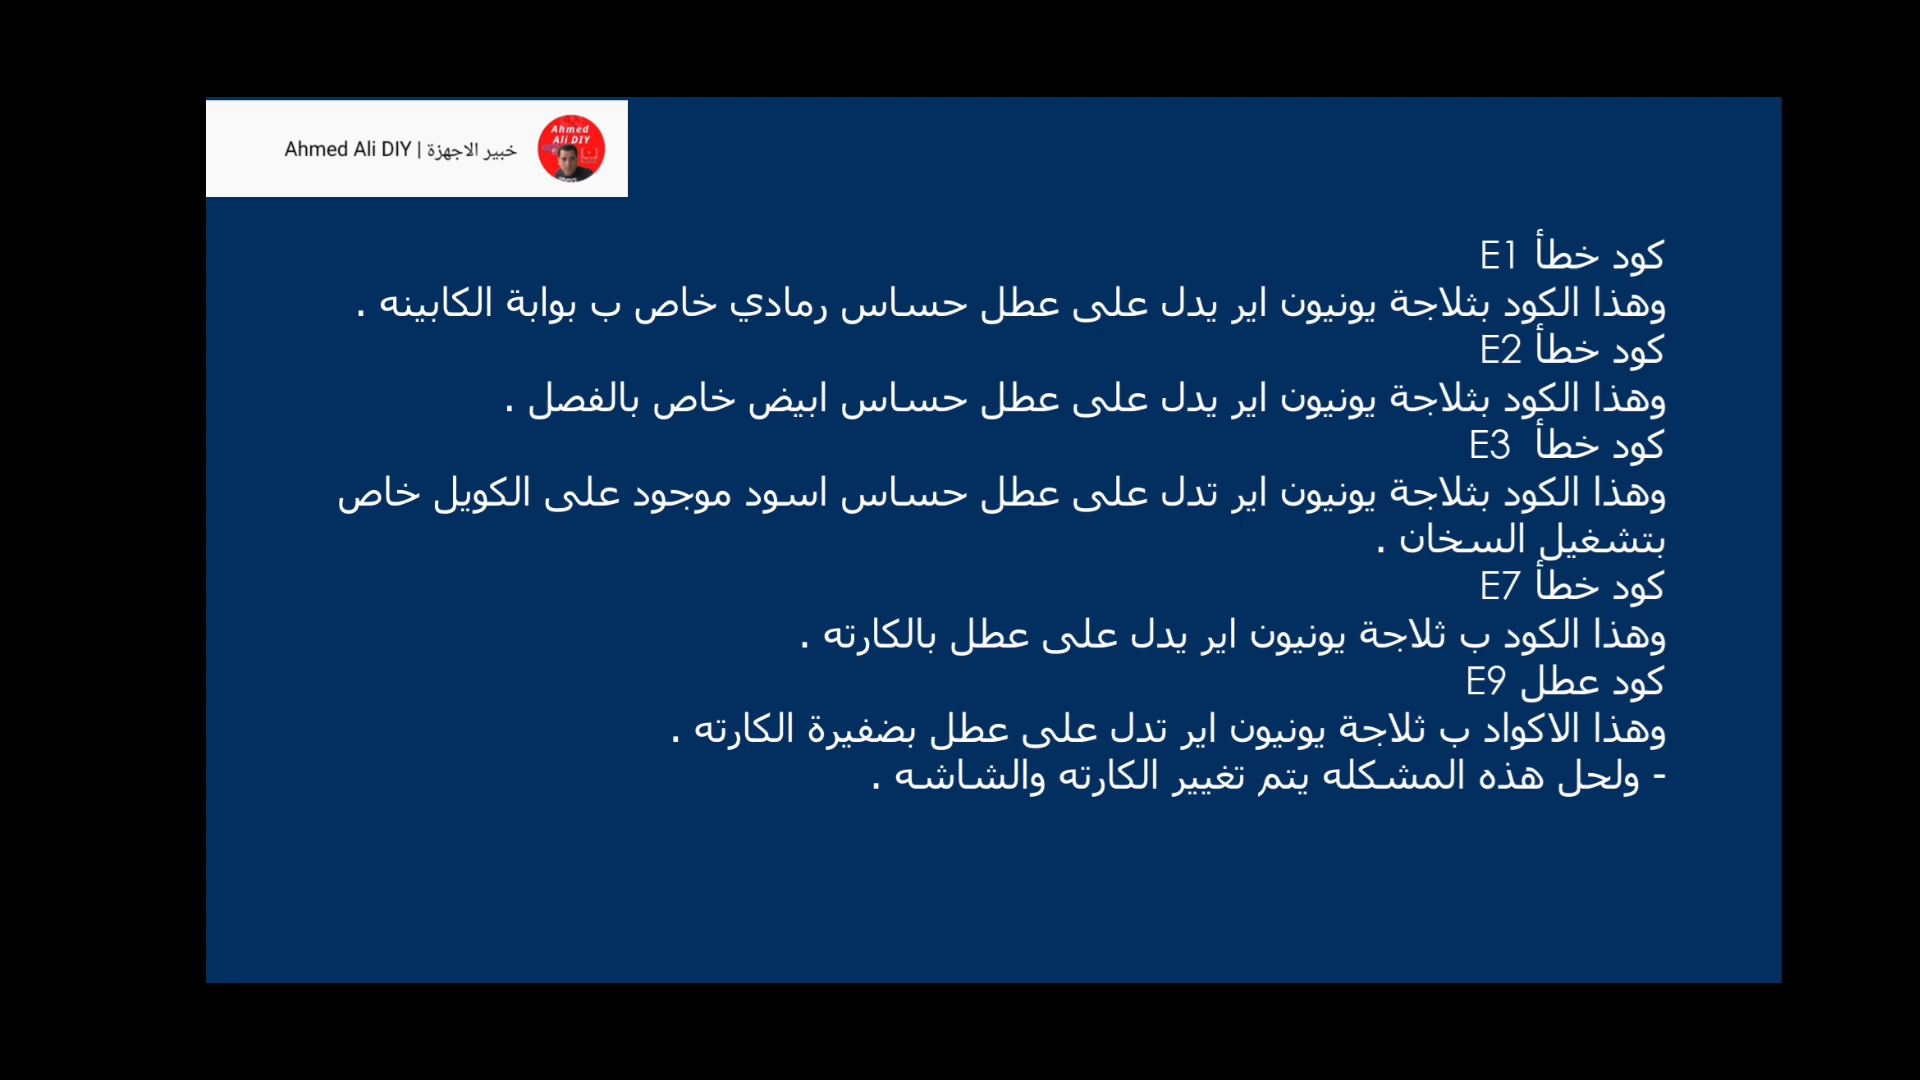 Ahmed Ali DIY | خبير الاجهزة
Ahmed
Ali DIY
كود خطأ E1
وهذا الكود بثلاجة يونيون اير يدل على عطل حساس رمادي خاص ب بوابة الكابينه .
كود خطأ E2
وهذا الكود بثلاجة يونيون اير يدل على عطل حساس ابيض خاص بالفصل .
كود خطأ E3
وهذا الكود بثلاجة يونيون اير تدل على عطل حساس اسود موجود على الكويل خاص
بتشغيل السخان .
كود خطأ E7
وهذا الكود ب ثلاجة يونيون اير يدل على عطل بالكارته .
كود عطل E9
وهذا الاكواد ب ثلاجة يونيون اير تدل على عطل بضفيرة الكارته .
- ولحل هذه المشكله يتم تغيير الكارته والشاشه .